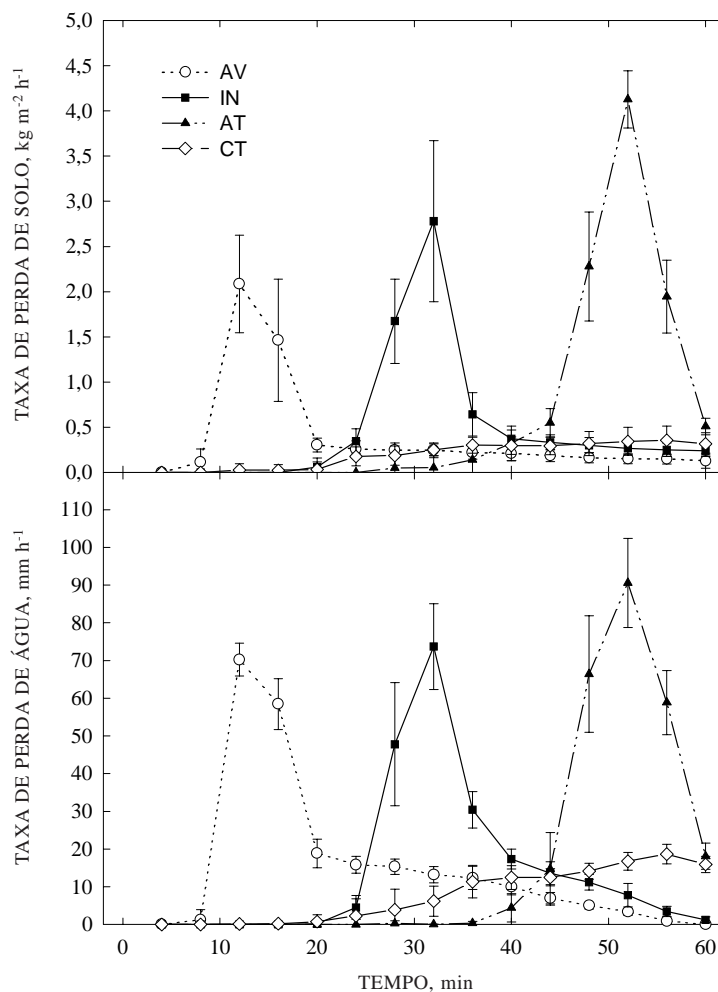 5,0
4,5
4,0
3,5
3,0
2,5
2,0
1,5
1,0
0,5
0,0
TAXA DE PERDA DE SOLO, kg m⁻² h⁻¹
AV
IN
AT
CT
110
100
90
80
70
60
50
40
30
20
10
0
TAXA DE PERDA DE ÁGUA, mm h⁻¹
0 10 20 30 40 50 60
TEMPO, min